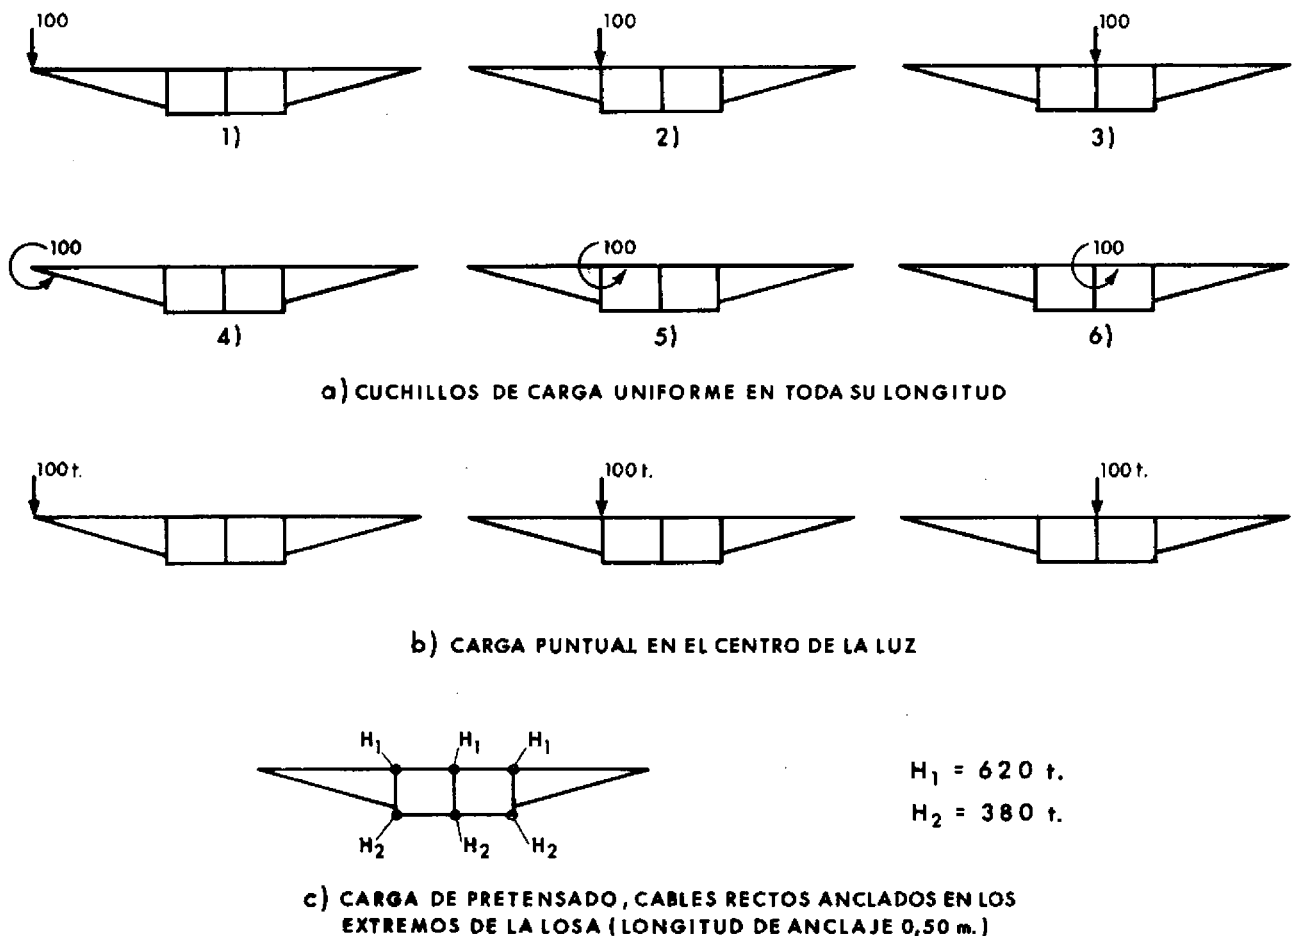 100
100
100
1)
2)
3)
100
100
100
4)
5)
6)
a) CUCHILLOS DE CARGA UNIFORME EN TODA SU LONGITUD
100 t.
100 t.
100 t.
b) CARGA PUNTUAL EN EL CENTRO DE LA LUZ
H1
H1
H1
H1 = 620 t.
H2 = 380 t.
H2
H2
H2
c) CARGA DE PRETENSADO, CABLES RECTOS ANCLADOS EN LOS
EXTREMOS DE LA LOSA (LONGITUD DE ANCLAJE 0,50 m.)